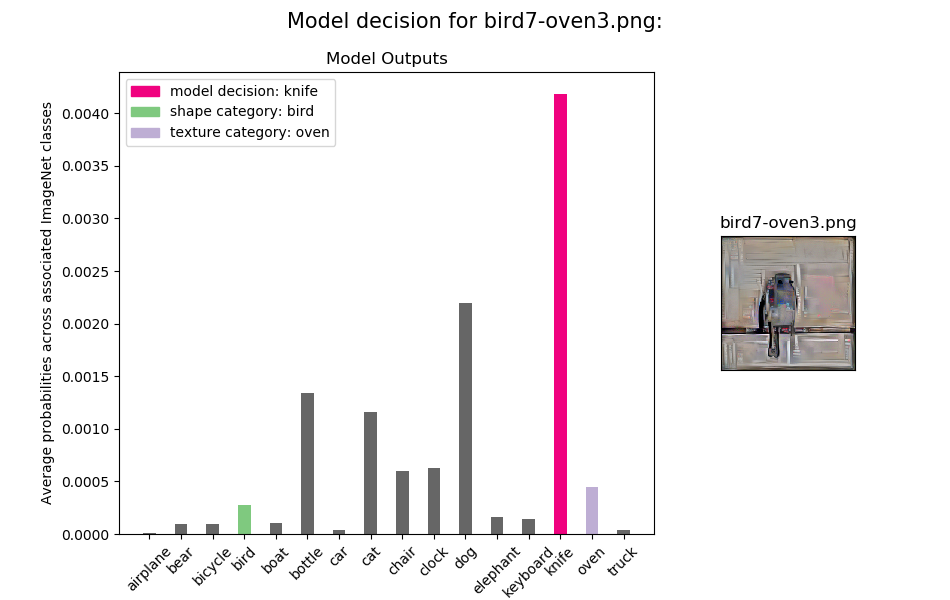 Model decision for bird7-oven3.png:
Model Outputs
model decision: knife
shape category: bird
texture category: oven
Average probabilities across associated ImageNet classes
0.0040
0.0035
0.0030
0.0025
0.0020
0.0015
0.0010
0.0005
0.0000
airplane
bear
bicycle
bird
boat
bottle
car
cat
chair
clock
dog
elephant
keyboard
knife
oven
truck
bird7-oven3.png